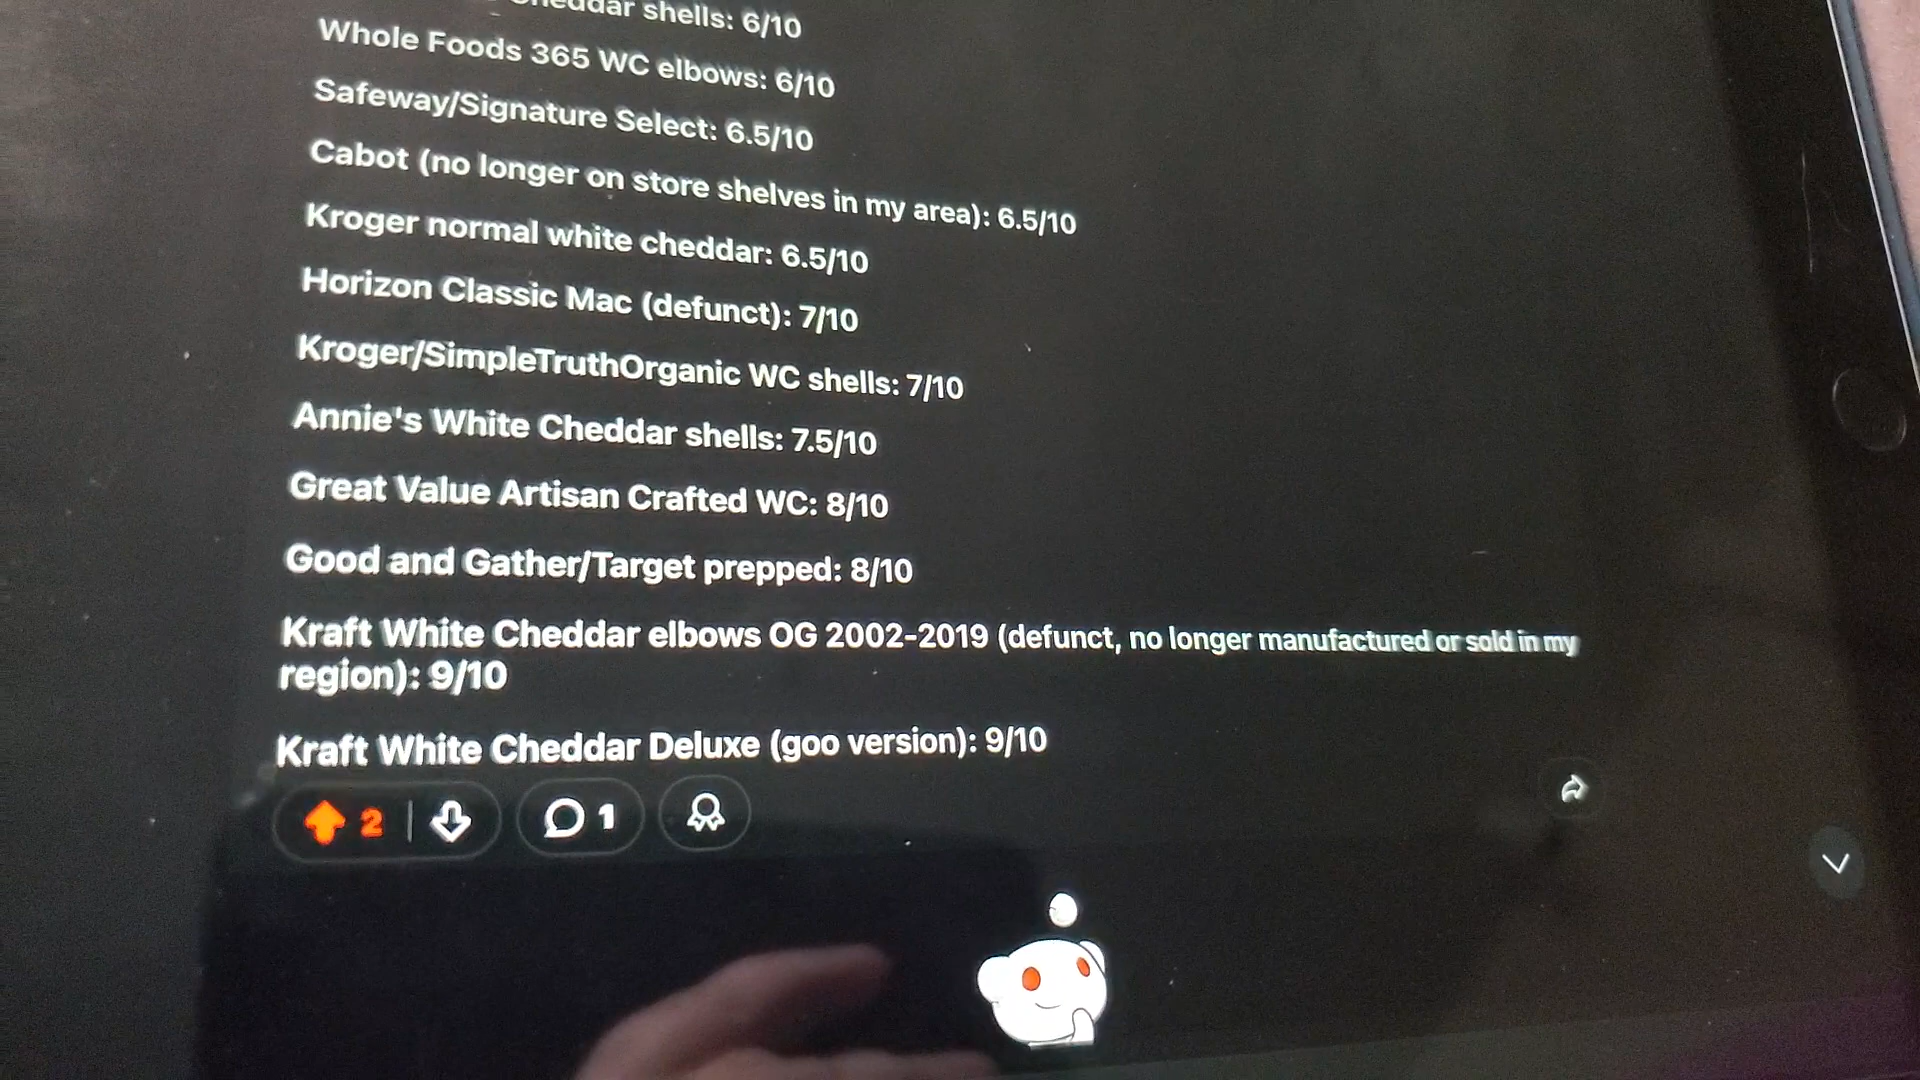 Cheddar shells: 6/10
Whole Foods 365 WC elbows: 6/10
Safeway/Signature Select: 6.5/10
Cabot (no longer on store shelves in my area): 6.5/10
Kroger normal white cheddar: 6.5/10
Horizon Classic Mac (defunct): 7/10
Kroger/SimpleTruthOrganic WC shells: 7/10
Annie's White Cheddar shells: 7.5/10
Great Value Artisan Crafted WC: 8/10
Good and Gather/Target prepped: 8/10
Kraft White Cheddar elbows OG 2002-2019 (defunct, no longer manufactured or sold in my
region): 9/10
Kraft White Cheddar Deluxe (goo version): 9/10
2 1